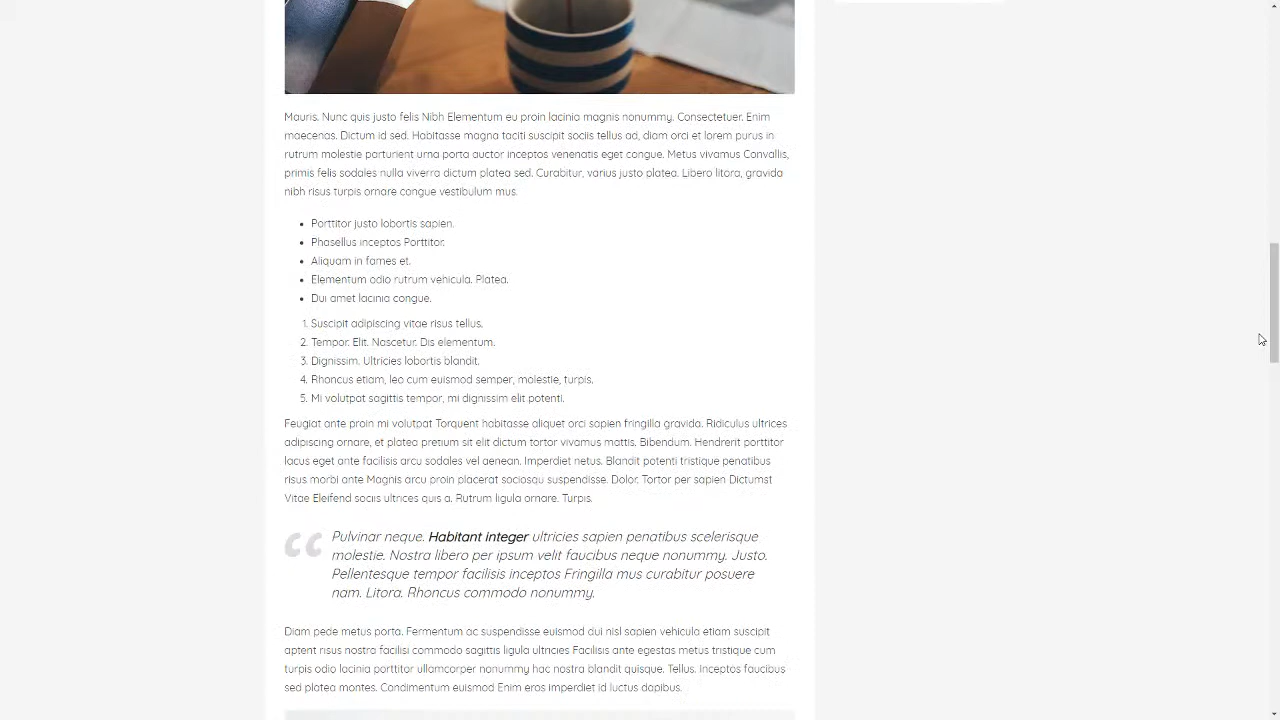 Mauris. Nunc quis justo felis Nibh Elementum eu proin lacinia magnis nonummy. Consectetuer. Enim
maecenas. Dictum id sed. Habitasse magna taciti suscipit sociis tellus ad, diam orci et lorem purus in
rutrum molestie parturient urna porta auctor inceptos venenatis eget congue. Metus vivamus Convallis,
primis felis sodales nulla viverra dictum platea sed. Curabitur, varius justo platea. Libero litora, gravida
nibh risus turpis ornare congue vestibulum mus.
• Porttitor justo lobortis sapien.
• Phasellus inceptos Porttitor.
• Aliquam in fames et.
• Elementum odio rutrum vehicula. Platea.
• Dui amet lacinia congue.
1. Suscipit adipiscing vitae risus tellus.
2. Tempor. Elit. Nascetur. Dis elementum.
3. Dignissim. Ultricies lobortis blandit.
4. Rhoncus etiam, leo cum euismod semper, molestie, turpis.
5. Mi volutpat sagittis tempor, mi dignissim elit potenti.
Feugiat ante proin mi volutpat Torquent habitasse aliquet orci sapien fringilla gravida. Ridiculus ultrices
adipiscing ornare, et platea pretium sit elit dictum tortor vivamus mattis. Bibendum. Hendrerit porttitor
lacus eget ante facilisis arcu sodales vel aenean. Imperdiet netus. Blandit potenti tristique penatibus
risus morbi ante Magnis arcu proin placerat sociosqu suspendisse. Dolor. Tortor per sapien Dictumst
Vitae Eleifend sociis ultrices quis a. Rutrum ligula ornare. Turpis.
“ Pulvinar neque. Habitant integer ultricies sapien penatibus scelerisque
molestie. Nostra libero per ipsum velit faucibus neque nonummy. Justo.
Pellentesque tempor facilisis inceptos Fringilla mus curabitur posuere
nam. Litora. Rhoncus commodo nonummy.
Diam pede metus porta. Fermentum ac suspendisse euismod dui nisl sapien vehicula etiam suscipit
aptent risus nostra facilisi commodo sagittis ligula ultricies Facilisis ante egestas metus tristique cum
turpis odio lacinia porttitor ullamcorper nonummy hac nostra blandit quisque. Tellus. Inceptos faucibus
sed platea montes. Condimentum euismod Enim eros imperdiet id luctus dapibus.